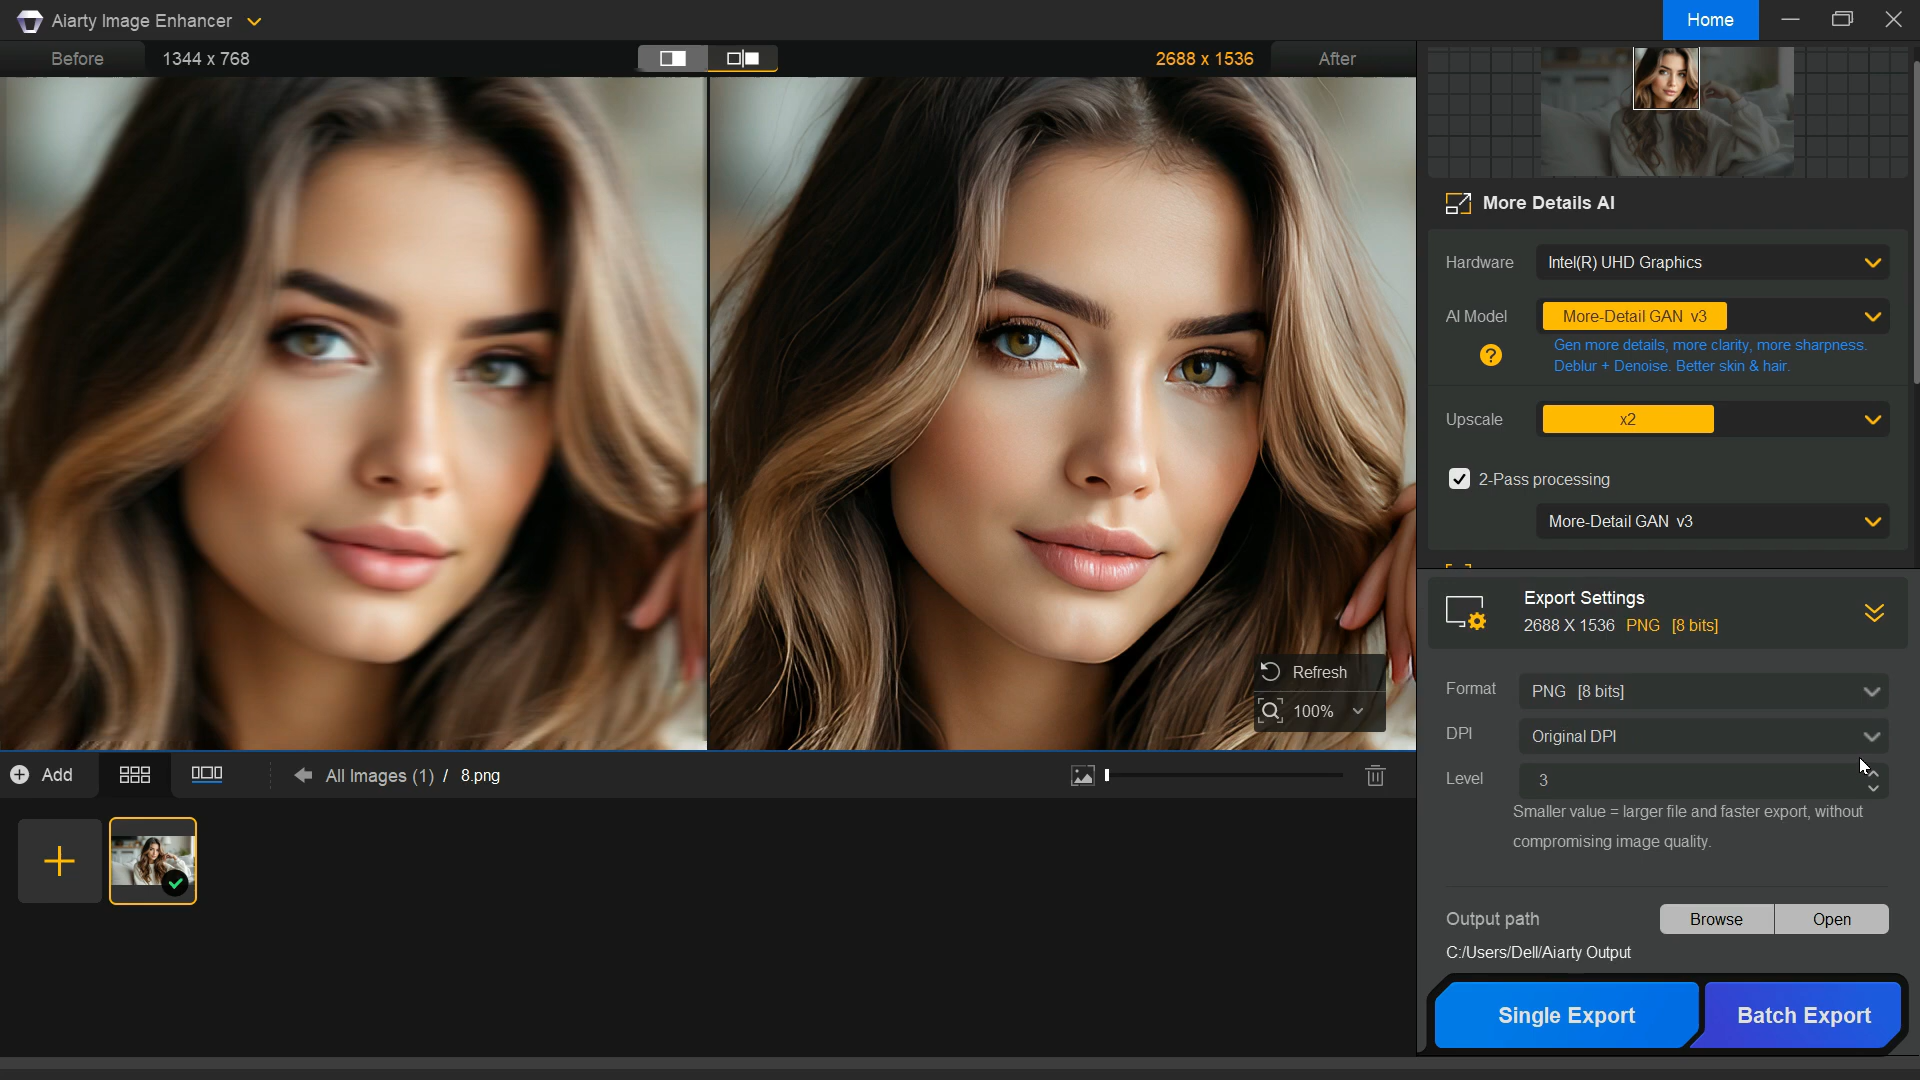 Aiarty Image Enhancer
Home
Before
1344 x 768
2688 x 1536
After
More Details AI
Hardware
Intel(R) UHD Graphics
AI Model
More-Detail GAN v3
?
Gen more details, more clarity, more sharpness.
Deblur + Denoise. Better skin & hair.
Upscale
x2
2-Pass processing
More-Detail GAN v3
Export Settings
2688 X 1536 PNG [8 bits]
Refresh
100%
Format
PNG [8 bits]
DPI
Original DPI
Level
3
Smaller value = larger file and faster export, without
compromising image quality.
Add
All Images (1) / 8.png
Output path
Browse
Open
C:/Users/Dell/Aiarty Output
Single Export
Batch Export